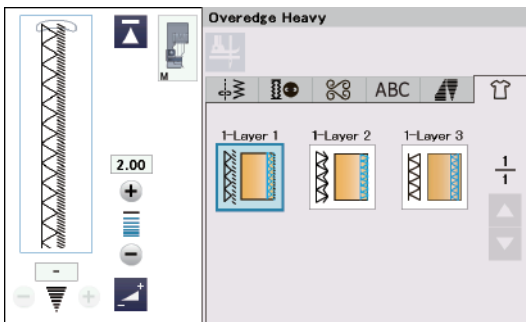 Overedge Heavy
M
ABC
1-Layer 1
1-Layer 2
1-Layer 3
2.00
1
1
-